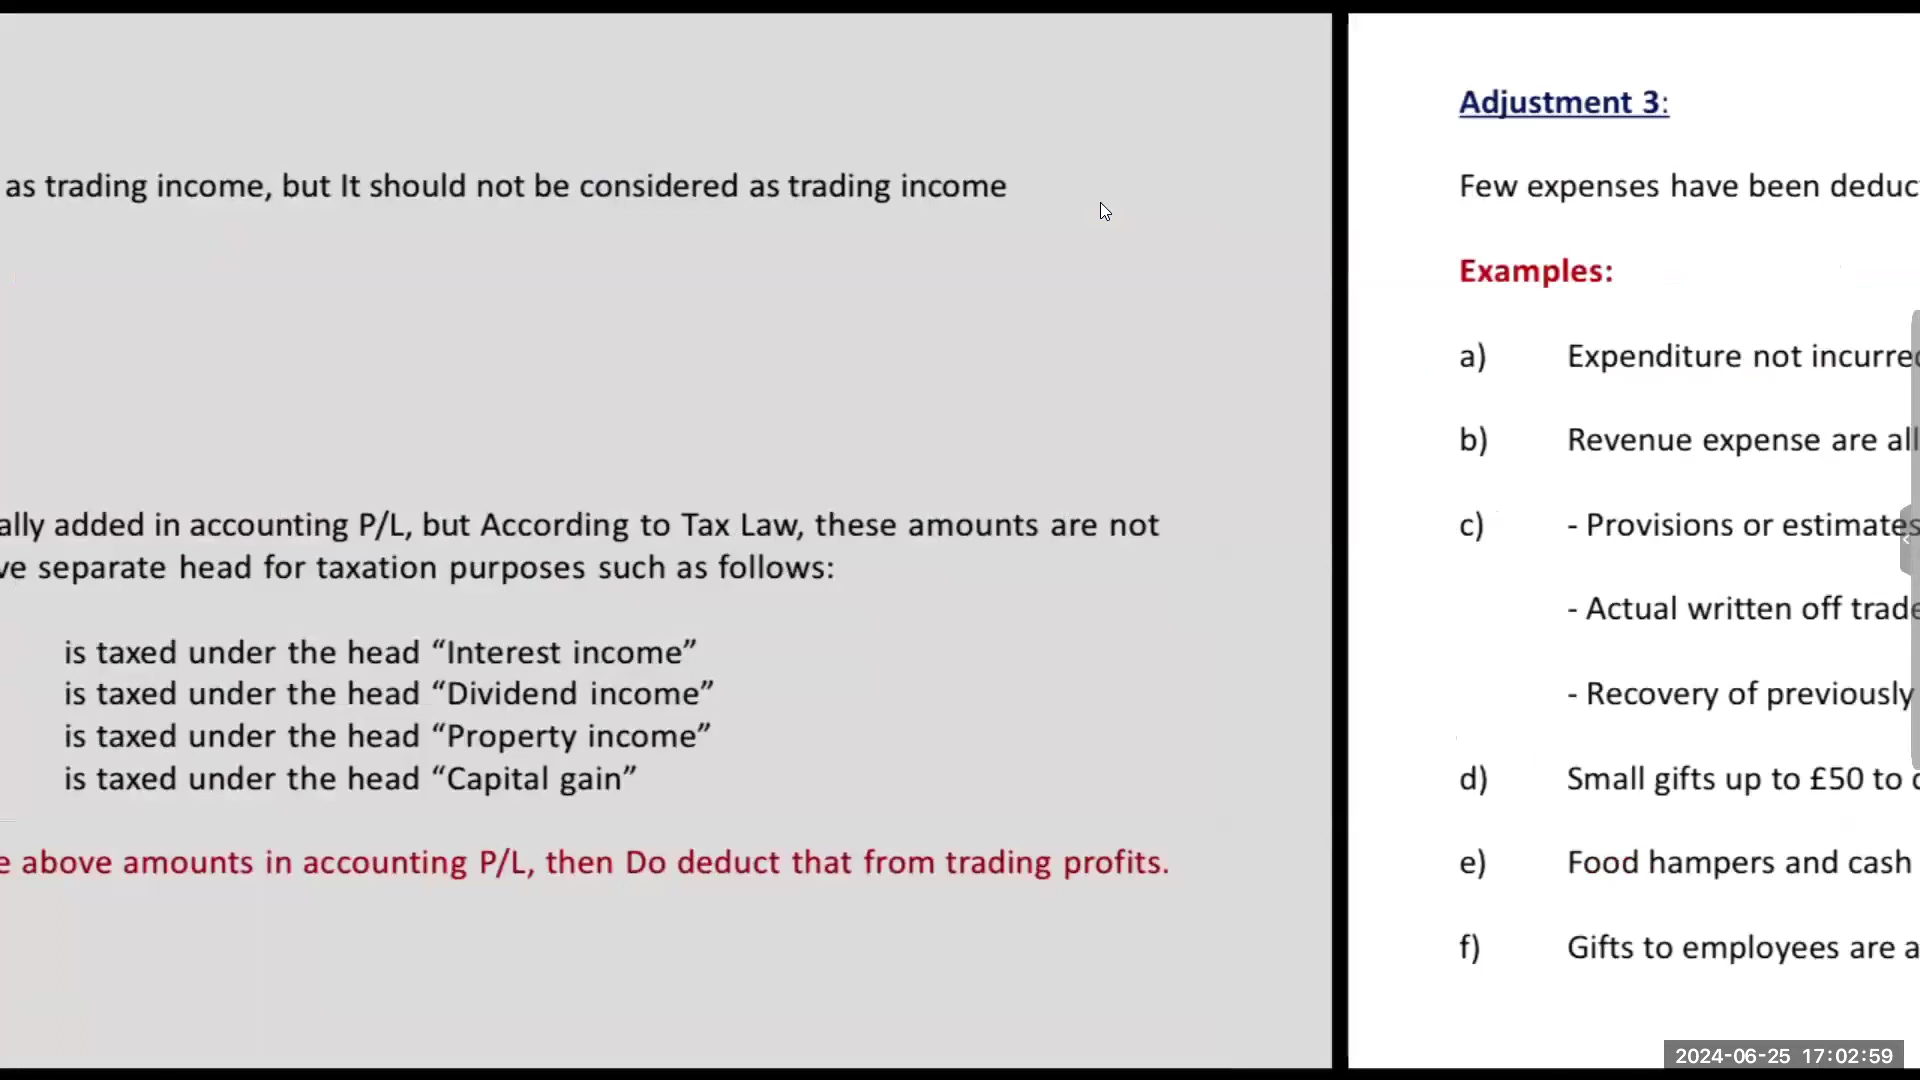 as trading income, but It should not be considered as trading income
ally added in accounting P/L, but According to Tax Law, these amounts are not
ve separate head for taxation purposes such as follows:
is taxed under the head “Interest income”
is taxed under the head “Dividend income”
is taxed under the head “Property income”
is taxed under the head “Capital gain”
e above amounts in accounting P/L, then Do deduct that from trading profits.
Adjustment 3:
Few expenses have been deduc
Examples:
a) Expenditure not incurre
b) Revenue expense are all
c) - Provisions or estimates
- Actual written off trade
- Recovery of previously
d) Small gifts up to £50 to
e) Food hampers and cash
f) Gifts to employees are a
2024-06-25 17:02:59